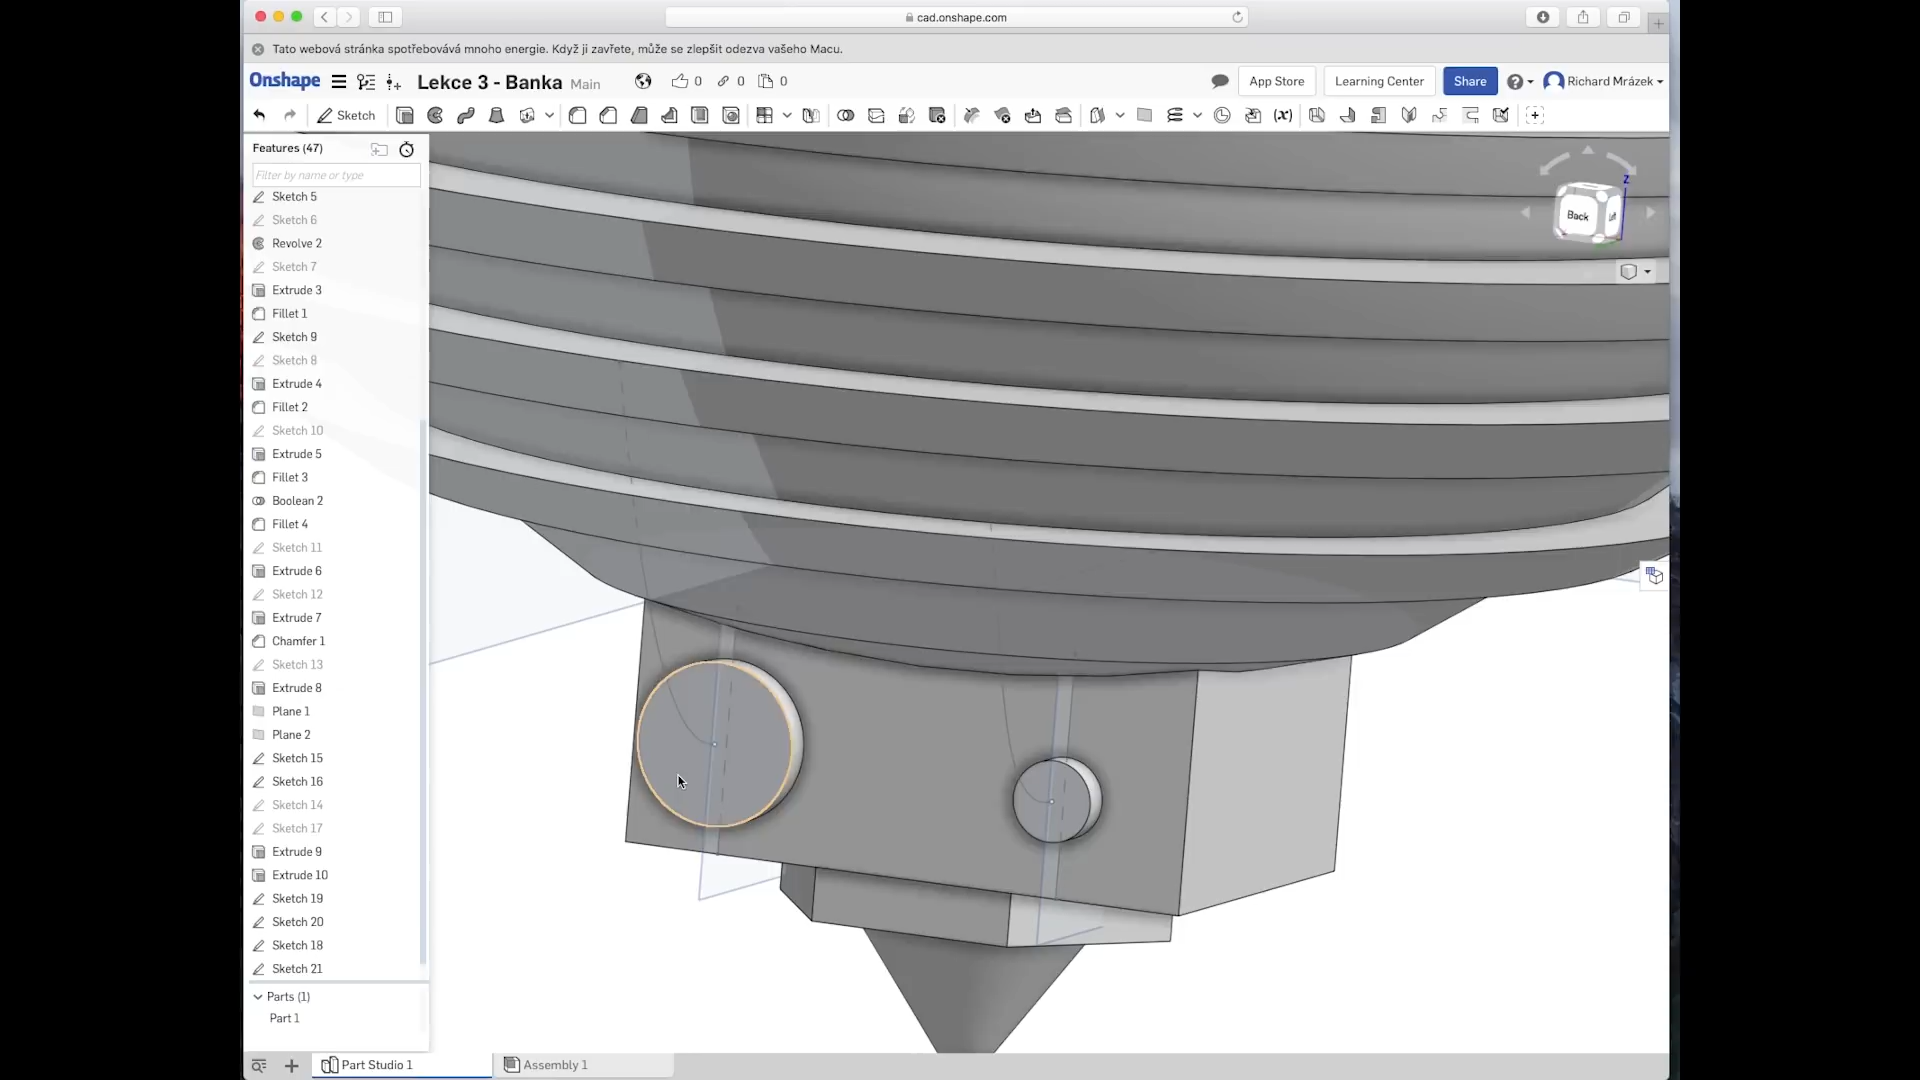 cad.onshape.com
Tato webová stránka spotřebovává mnoho energie. Když ji zavřete, může se zlepšit odezva vašeho Macu.
Onshape Lekce 3 - Banka Main 0 0 0 App Store Learning Center Share Richard Mrázek
Sketch (x)
Features (47)
Filter by name or type
Sketch 5
Sketch 6
Revolve 2
Sketch 7
Extrude 3
Fillet 1
Sketch 9
Sketch 8
Extrude 4
Fillet 2
Sketch 10
Extrude 5
Fillet 3
Boolean 2
Fillet 4
Sketch 11
Extrude 6
Sketch 12
Extrude 7
Chamfer 1
Sketch 13
Extrude 8
Plane 1
Plane 2
Sketch 15
Sketch 16
Sketch 14
Sketch 17
Extrude 9
Extrude 10
Sketch 19
Sketch 20
Sketch 18
Sketch 21
Parts (1)
Part 1
Z
Back
Part Studio 1 Assembly 1